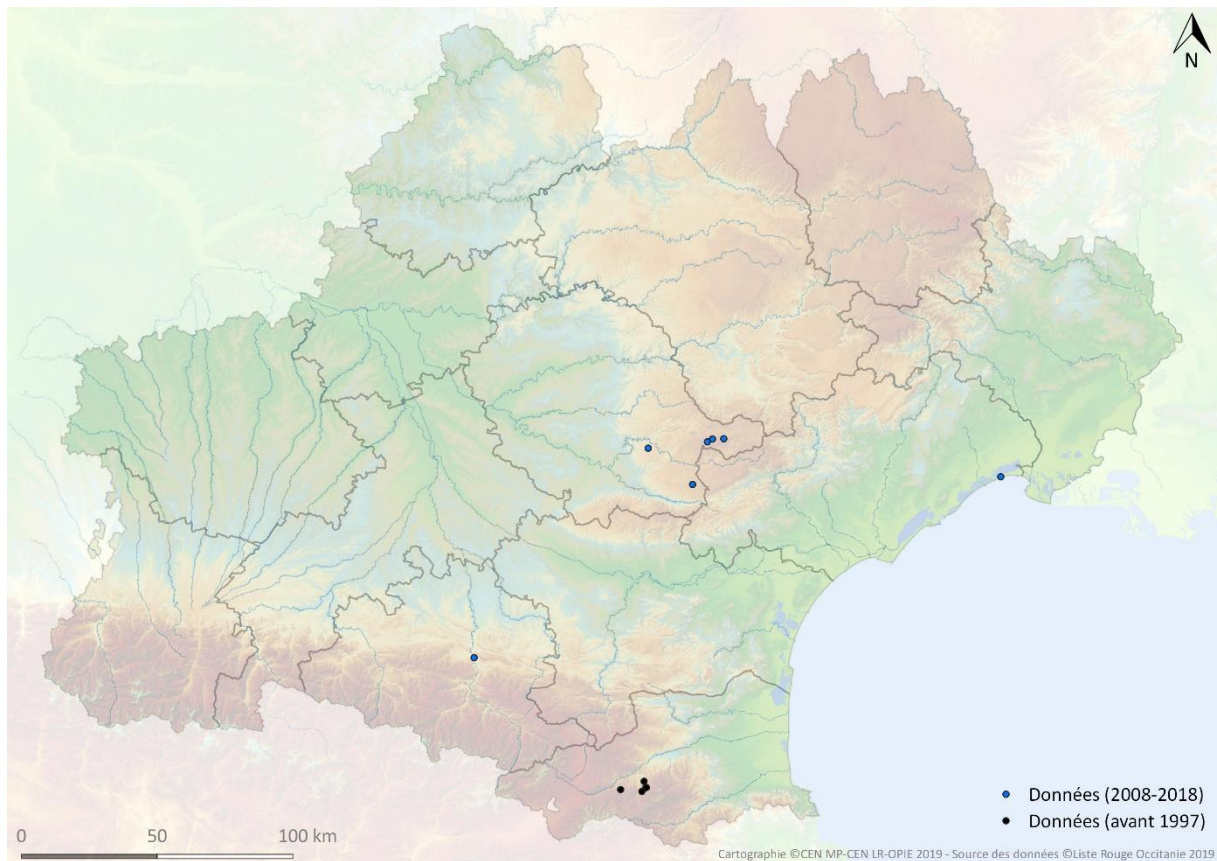 N
Données (2008-2018)
Données (avant 1997)
0 50 100 km
Cartographie ©CEN MP-CEN LR-OPIE 2019 - Source des données ©Liste Rouge Occitanie 2019